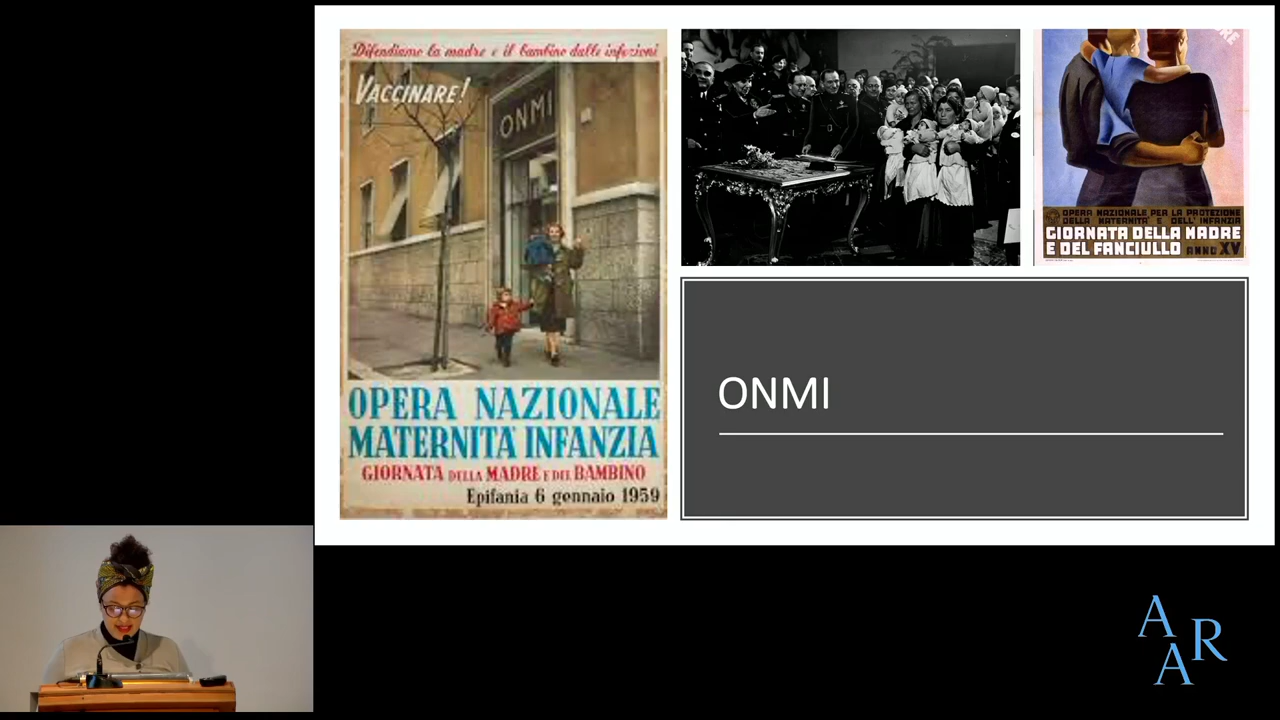 Difendiamo la madre e il bambino dalle infezioni
VACCINARE!
ONMI
OPERA NAZIONALE
MATERNITA' INFANZIA
GIORNATA DELLA MADRE E DEL BAMBINO
Epifania 6 gennaio 1959
OPERA NAZIONALE PER LA PROTEZIONE
DELLA MATERNITÀ E DELL'INFANZIA
GIORNATA DELLA MADRE
E DEL FANCIULLO ANNO XV
ONMI
A
R
A